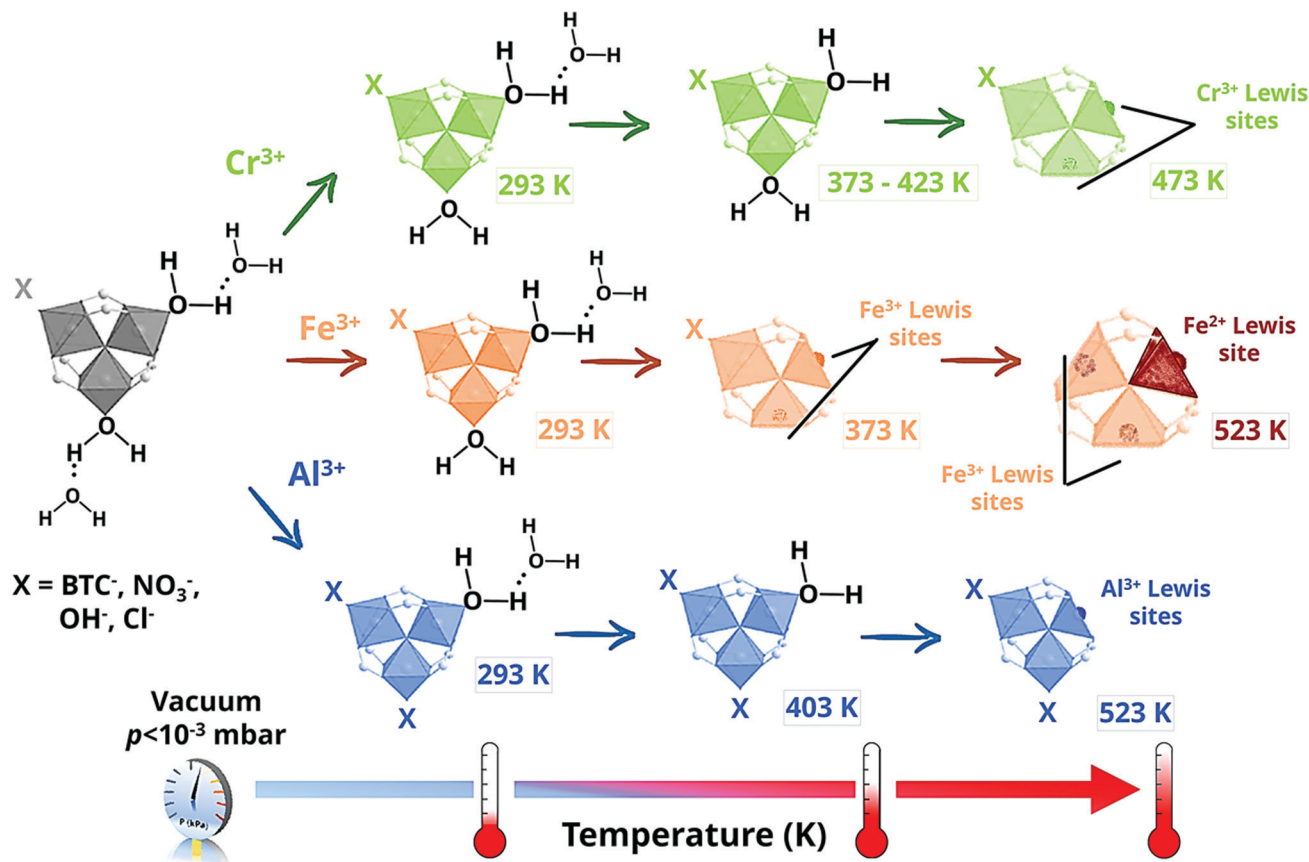 H
H
O—H
X
O—H
Cr³⁺
293 K
O
H H
H
O—H
O
H H
373 - 423 K
Cr³⁺ Lewis
sites
473 K
X
H
H
O—H
O—H
O
H H
O
H H
Fe³⁺
X
H
H
O—H
O—H
293 K
O
H H
X
Fe³⁺ Lewis
sites
373 K
Fe²⁺ Lewis
site
523 K
Fe³⁺ Lewis
sites
X = BTC⁻, NO₃⁻,
OH⁻, Cl⁻
Al³⁺
X
H
H
O—H
O—H
293 K
X
H
O—H
403 K
X
X
Al³⁺ Lewis
sites
523 K
X
Vacuum
p<10⁻³ mbar
P (kPa)
Temperature (K)